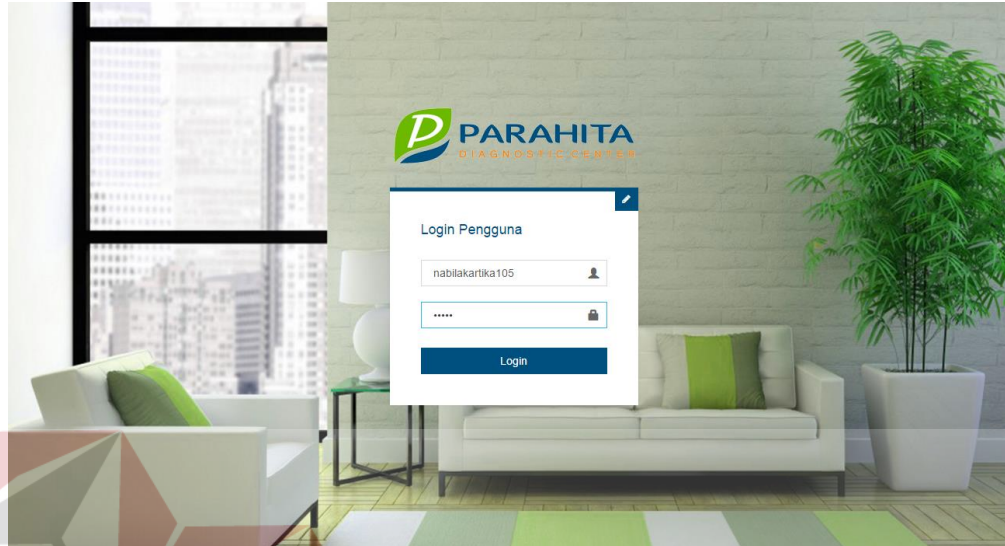 PARAHITA
DIAGNOSTIC CENTER
Login Pengguna
nabilakartika105
•••••
Login